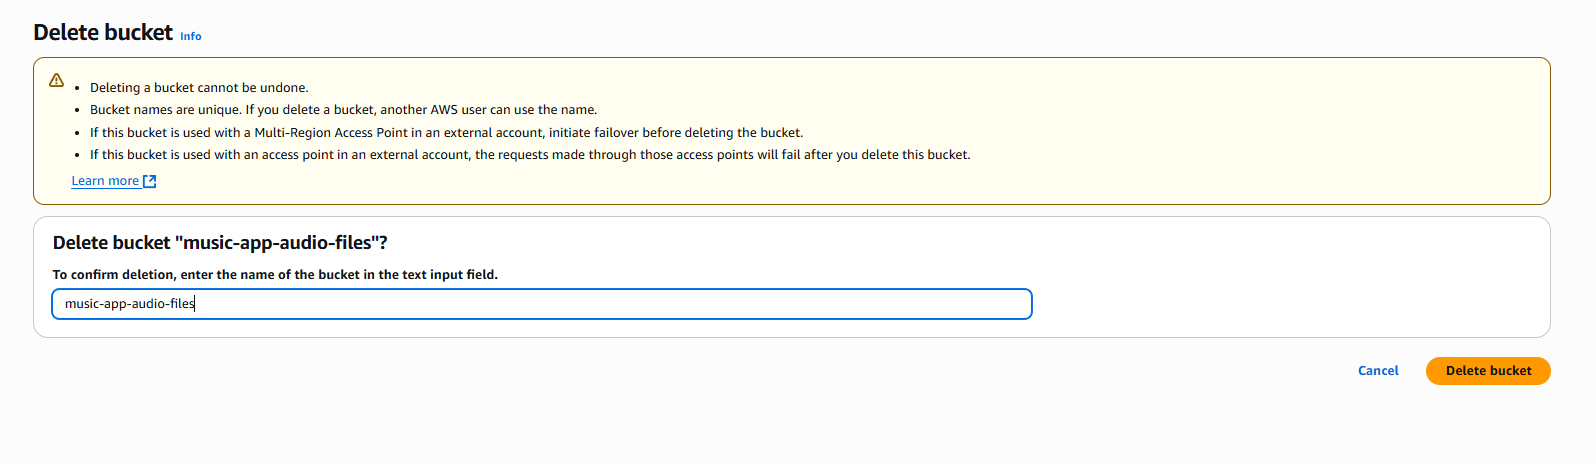 Delete bucket Info
Deleting a bucket cannot be undone.
Bucket names are unique. If you delete a bucket, another AWS user can use the name.
If this bucket is used with a Multi-Region Access Point in an external account, initiate failover before deleting the bucket.
If this bucket is used with an access point in an external account, the requests made through those access points will fail after you delete this bucket.
Learn more
Delete bucket "music-app-audio-files"?
To confirm deletion, enter the name of the bucket in the text input field.
music-app-audio-files
Cancel Delete bucket